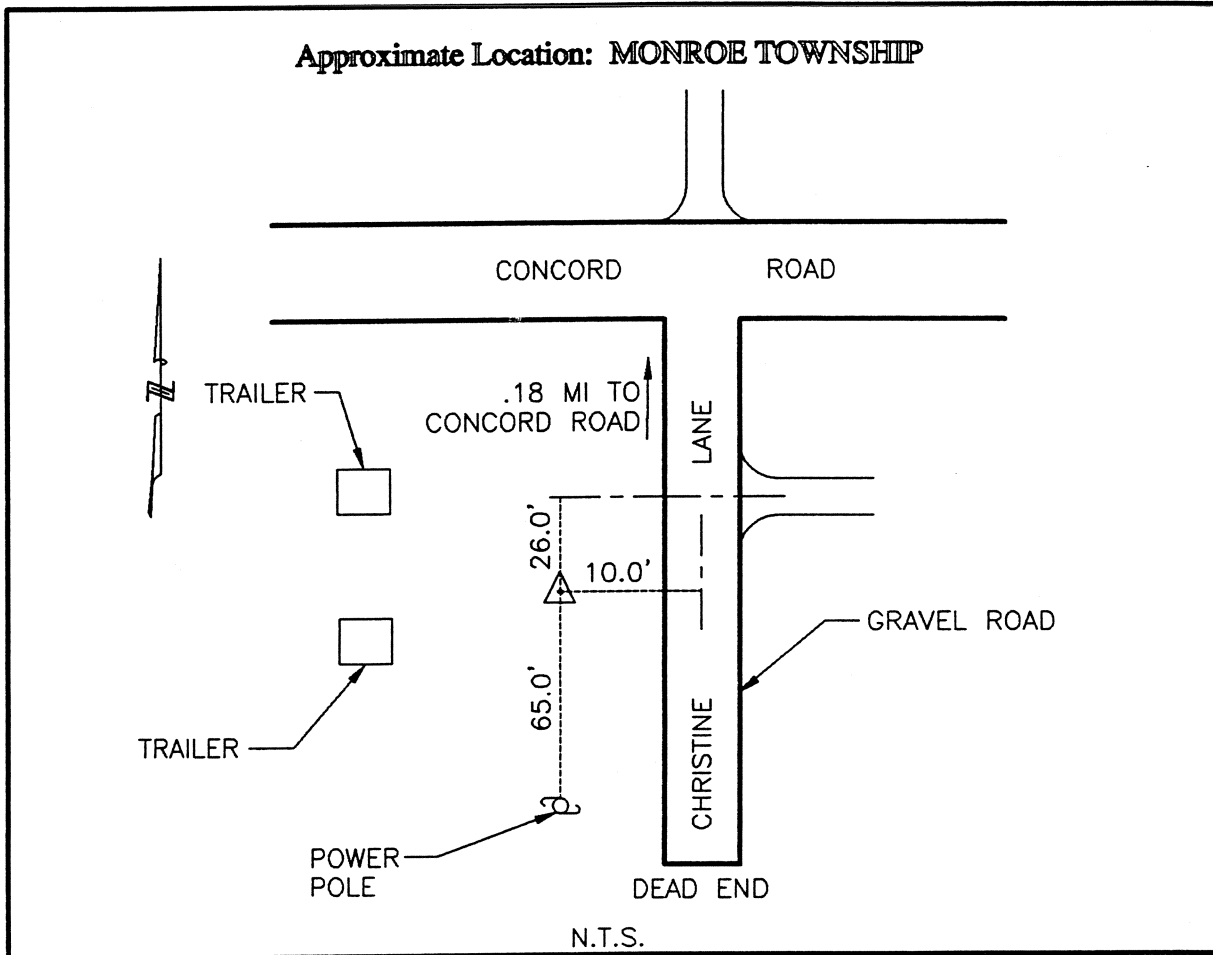 Approximate Location: MONROE TOWNSHIP
CONCORD ROAD
.18 MI TO
CONCORD ROAD
TRAILER
LANE
26.0'
10.0'
GRAVEL ROAD
65.0'
CHRISTINE
TRAILER
POWER
POLE
DEAD END
N.T.S.
N